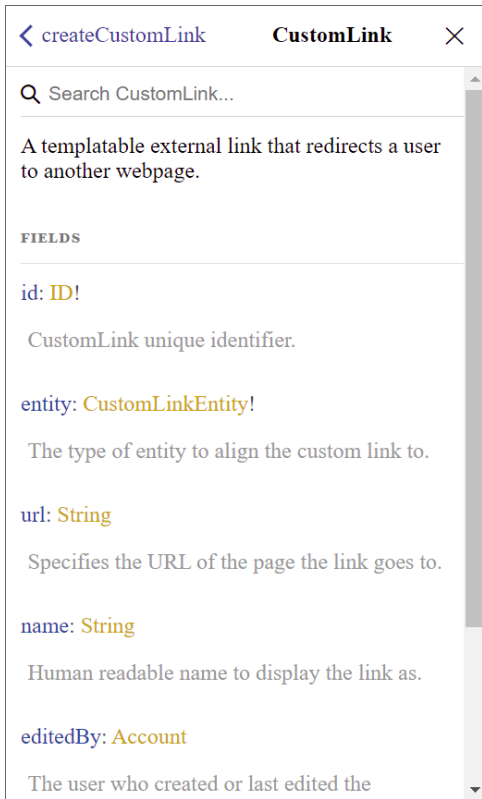 createCustomLink CustomLink
Search CustomLink...
A templatable external link that redirects a user
to another webpage.
FIELDS
id: ID!
CustomLink unique identifier.
entity: CustomLinkEntity!
The type of entity to align the custom link to.
url: String
Specifies the URL of the page the link goes to.
name: String
Human readable name to display the link as.
editedBy: Account
The user who created or last edited the